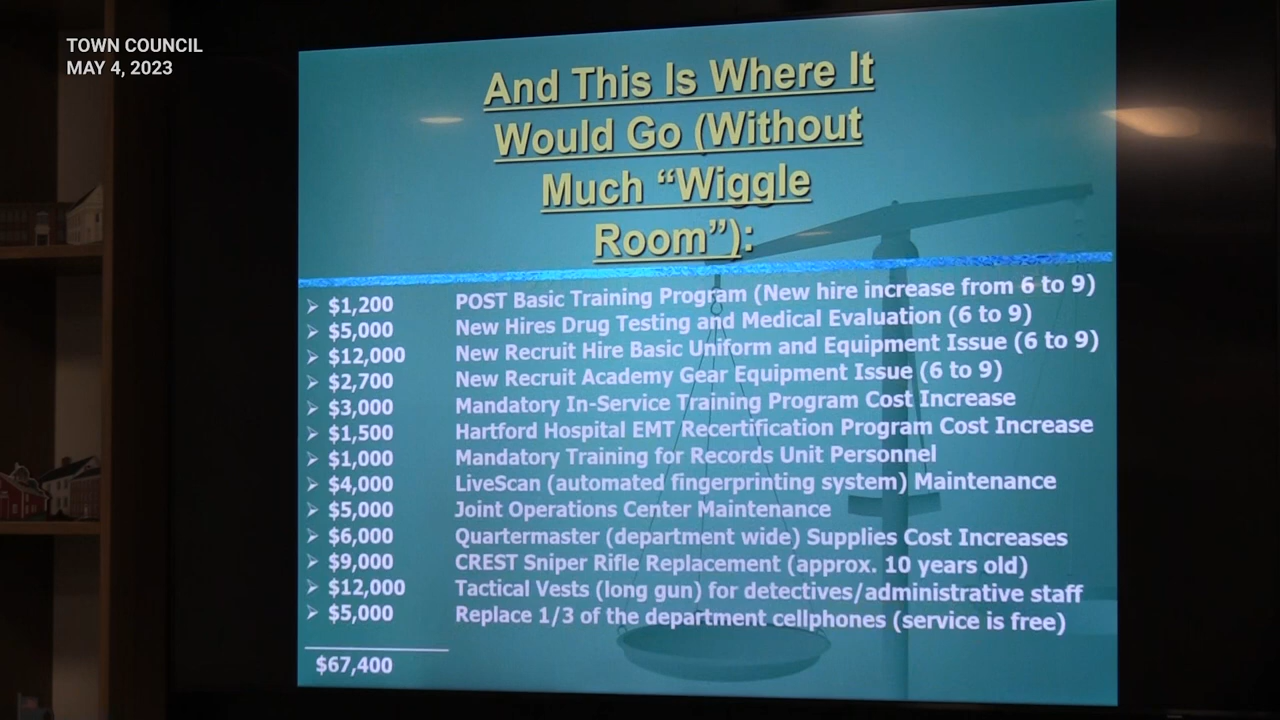 TOWN COUNCIL
MAY 4, 2023
And This Is Where It
Would Go (Without
Much “Wiggle
Room”):
➢ $1,200 POST Basic Training Program (New hire increase from 6 to 9)
➢ $5,000 New Hires Drug Testing and Medical Evaluation (6 to 9)
➢ $12,000 New Recruit Hire Basic Uniform and Equipment Issue (6 to 9)
➢ $2,700 New Recruit Academy Gear Equipment Issue (6 to 9)
➢ $3,000 Mandatory In-Service Training Program Cost Increase
➢ $1,500 Hartford Hospital EMT Recertification Program Cost Increase
➢ $1,000 Mandatory Training for Records Unit Personnel
➢ $4,000 LiveScan (automated fingerprinting system) Maintenance
➢ $5,000 Joint Operations Center Maintenance
➢ $6,000 Quartermaster (department wide) Supplies Cost Increases
➢ $9,000 CREST Sniper Rifle Replacement (approx. 10 years old)
➢ $12,000 Tactical Vests (long gun) for detectives/administrative staff
➢ $5,000 Replace 1/3 of the department cellphones (service is free)
$67,400